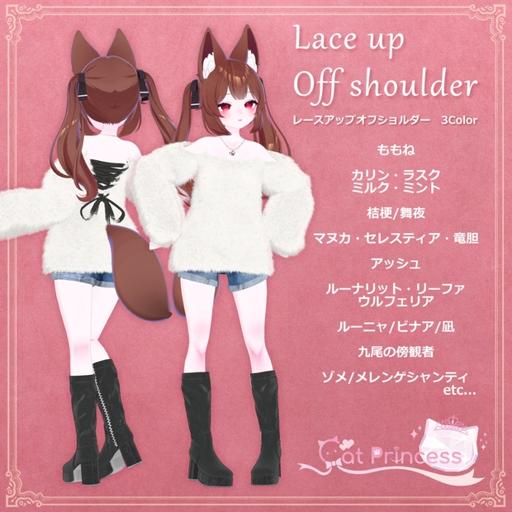 Lace up
Off shoulder
レースアップオフショルダー 3Color
ももね
カリン・ラスク
ミルク・ミント
桔梗/舞夜
マヌカ・セレスティア・竜胆
アッシュ
ルーナリット・リーファ
ウルフェリア
ルーニャ/ビナア/凪
九尾の傍観者
ゾメ/メレンゲシャンティ
etc...
Cat Princess